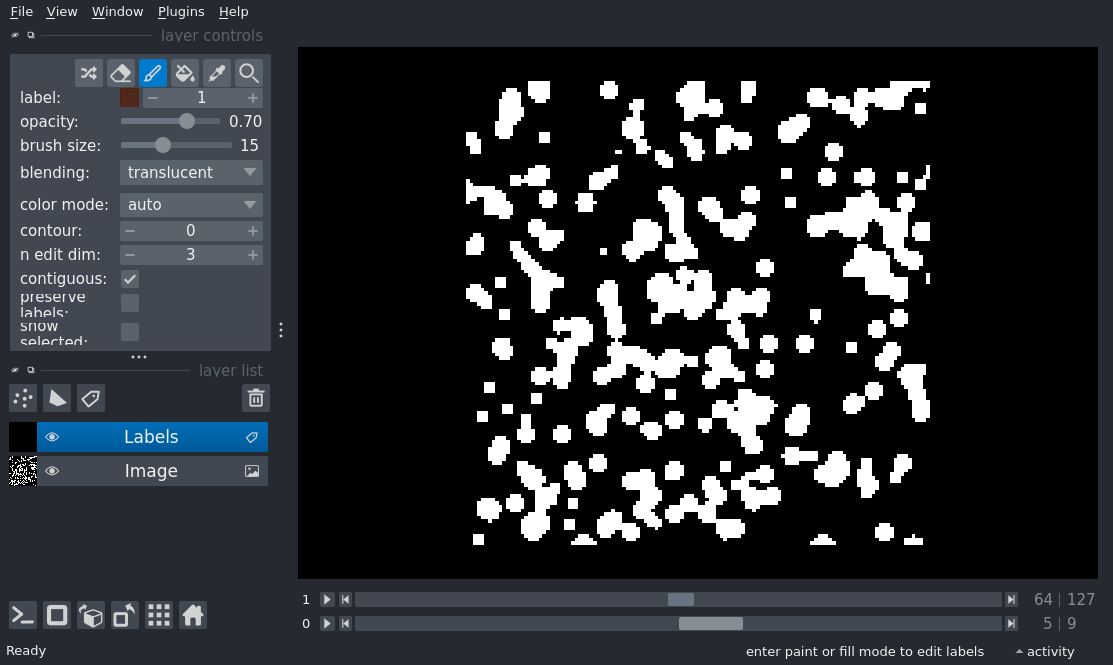 File View Window Plugins Help
layer controls
label: 1
opacity: 0.70
brush size: 15
blending: translucent
color mode: auto
contour: 0
n edit dim: 3
contiguous:
preserve
labels:
show
selected:
layer list
Labels
Image
1 64 | 127
0 5 | 9
Ready enter paint or fill mode to edit labels activity